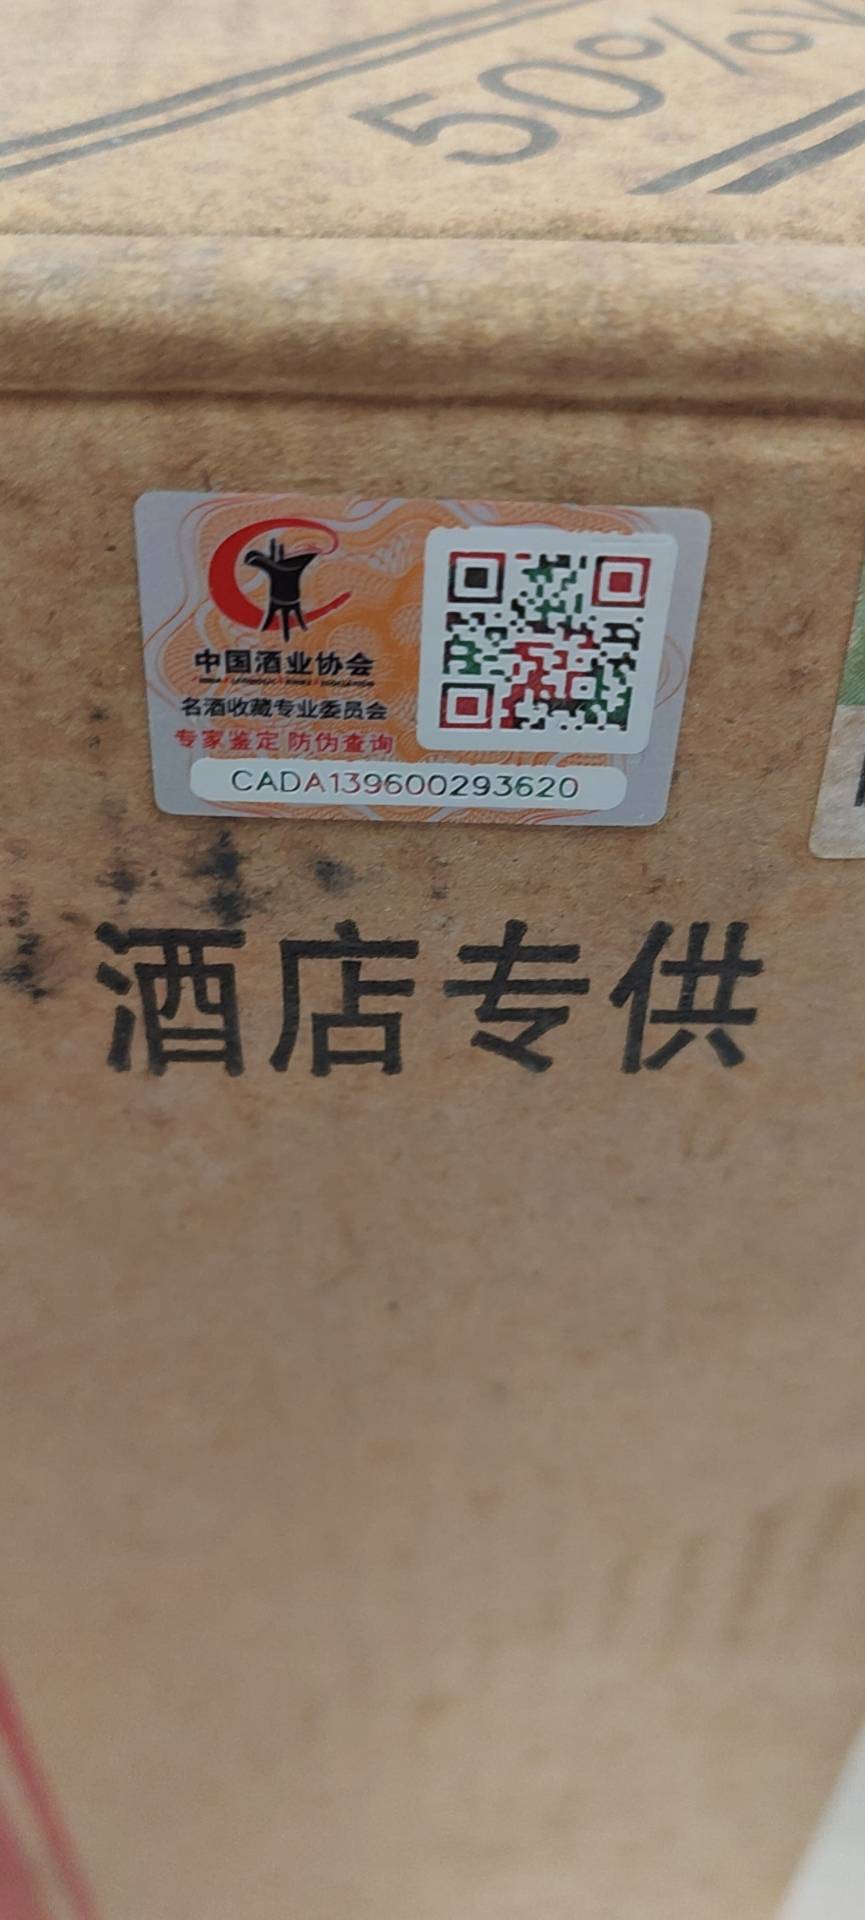 50%v
中国酒业协会
名酒收藏专业委员会
专家鉴定 防伪查询
CADA139600293620
酒店专供